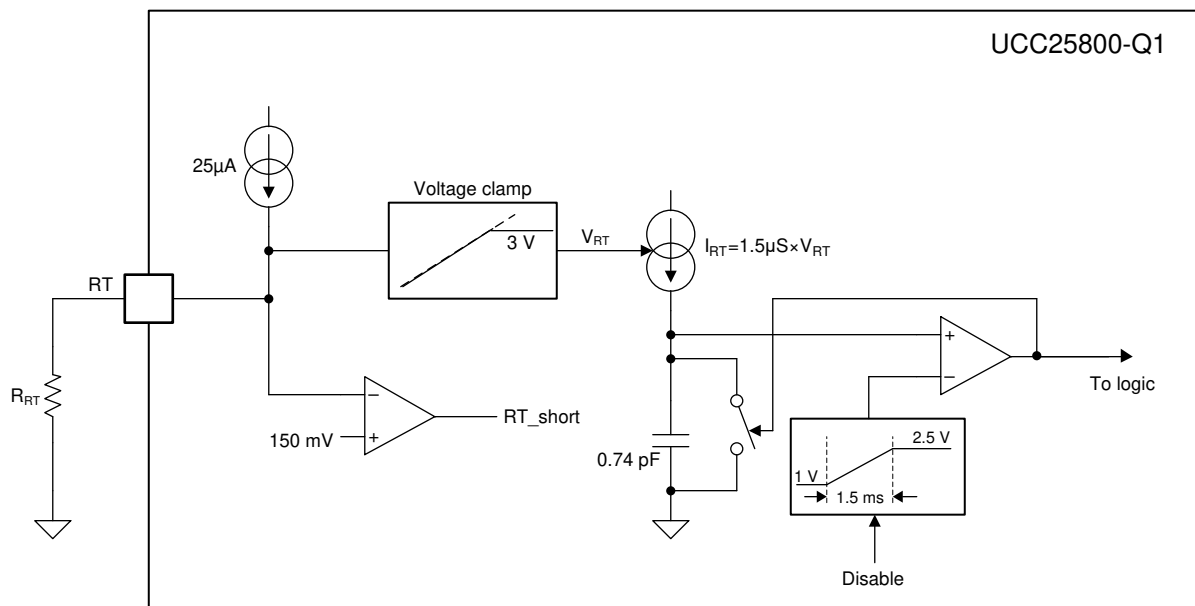 UCC25800-Q1
25µA
Voltage clamp
3 V
V_RT
I_RT=1.5µS×V_RT
RT
R_RT
+
−
To logic
−
+
150 mV
RT_short
0.74 pF
2.5 V
1 V
1.5 ms
Disable